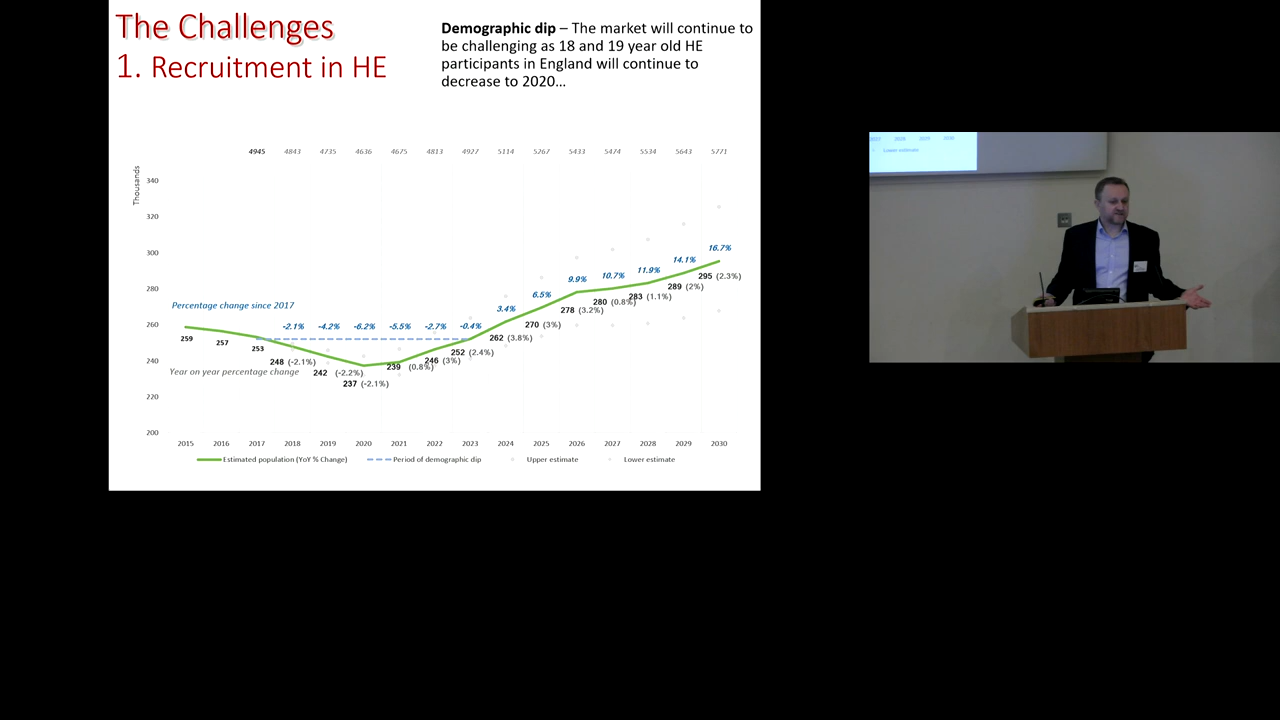 The Challenges
1. Recruitment in HE
Demographic dip – The market will continue to
be challenging as 18 and 19 year old HE
participants in England will continue to
decrease to 2020…
4945 4843 4735 4636 4675 4813 4927 5114 5267 5433 5474 5534 5643 5771
Thousands
340
320
300
280
260
240
220
200
Percentage change since 2017
-2.1% -4.2% -6.2% -5.5% -2.7% -0.4% 3.4% 6.5% 9.9% 10.7% 11.9% 14.1% 16.7%
259 257 253
248 (-2.1%)
242 (-2.2%)
237 (-2.1%)
239 (0.8%)
246 (3%)
252 (2.4%)
262 (3.8%)
270 (3%)
278 (3.2%)
280 (0.8%)
283 (1.1%)
289 (2%)
295 (2.3%)
Year on year percentage change
2015 2016 2017 2018 2019 2020 2021 2022 2023 2024 2025 2026 2027 2028 2029 2030
Estimated population (YoY % Change) Period of demographic dip Upper estimate Lower estimate
Lower estimate